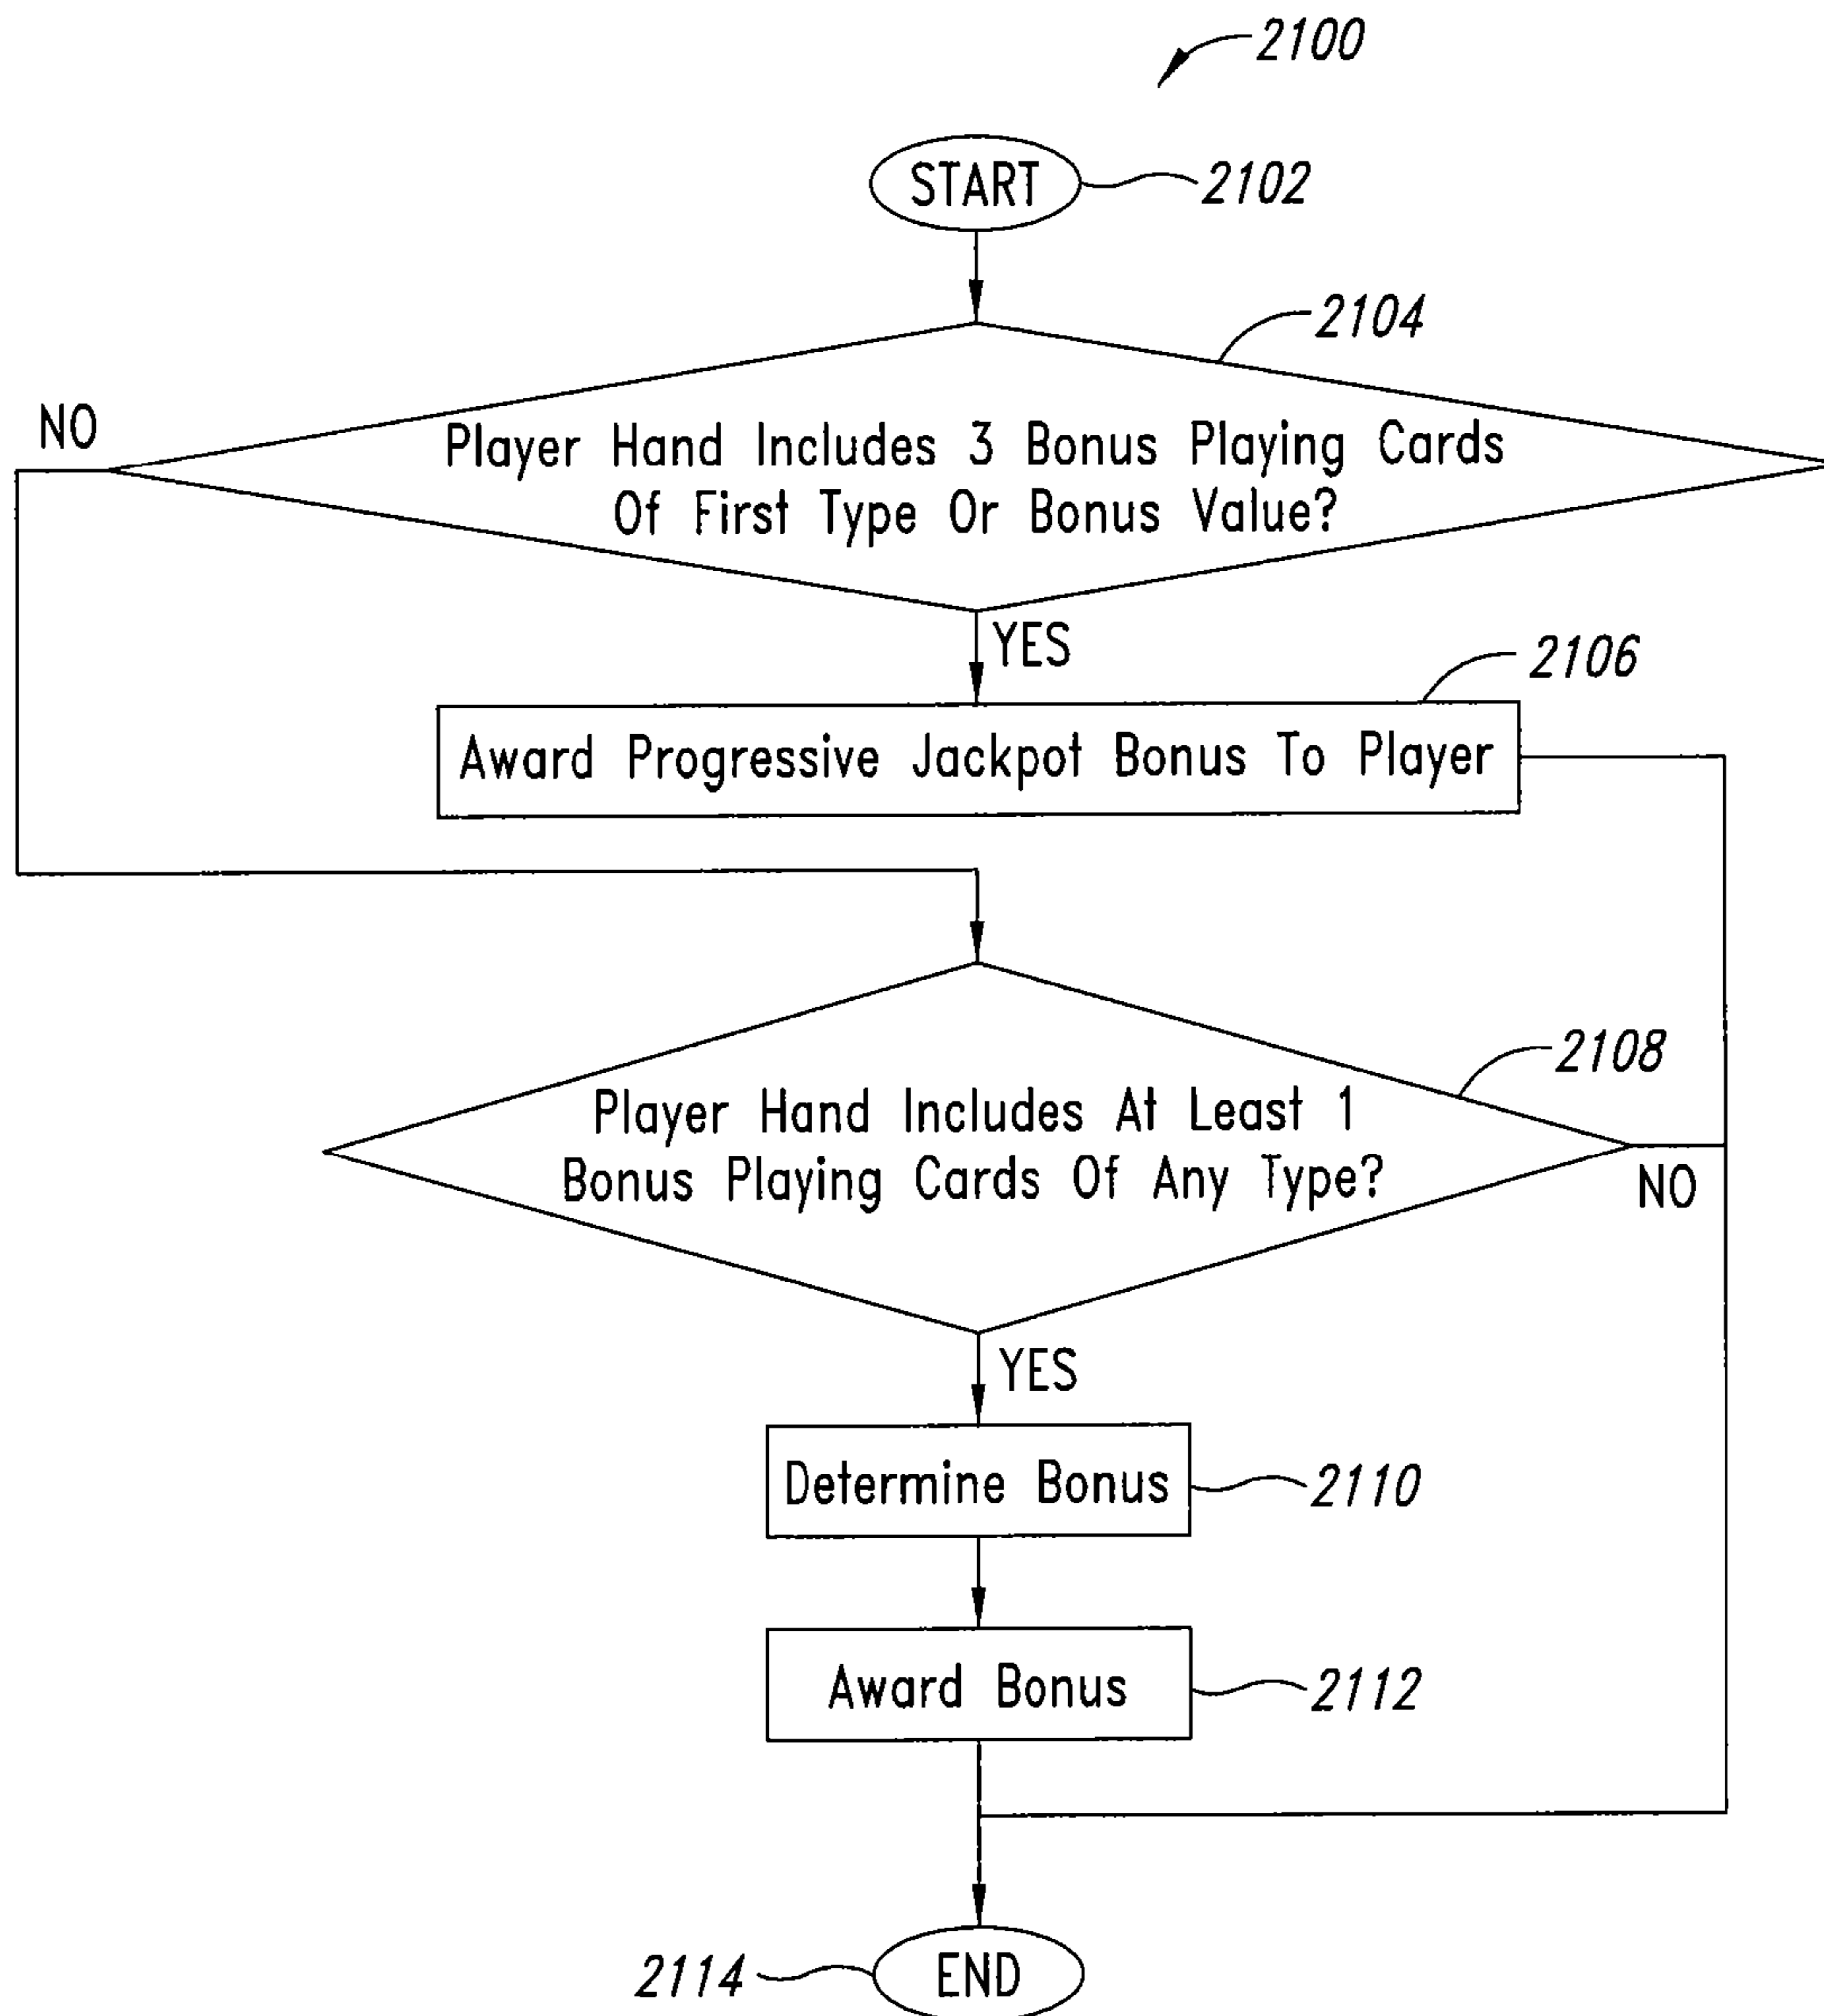 2100
START
2102
2104
NO
Player Hand Includes 3 Bonus Playing Cards
Of First Type Or Bonus Value?
YES
2106
Award Progressive Jackpot Bonus To Player
2108
Player Hand Includes At Least 1
Bonus Playing Cards Of Any Type?
NO
YES
Determine Bonus
2110
Award Bonus
2112
2114
END